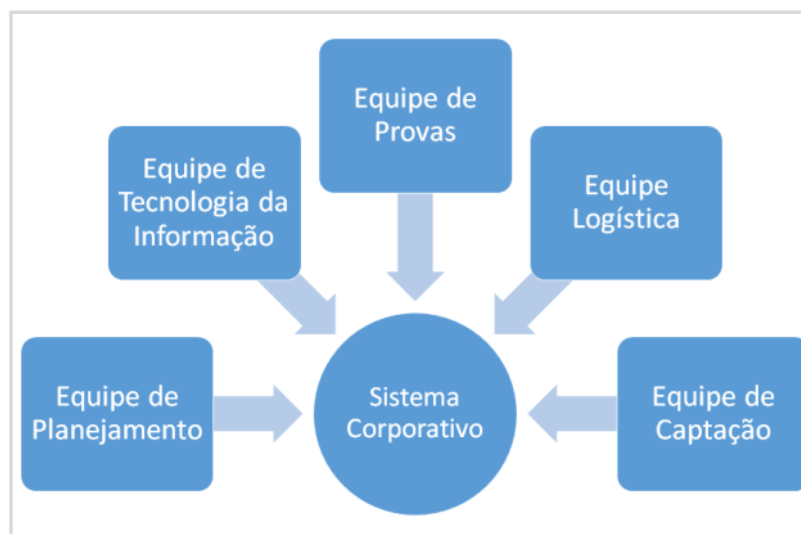 Equipe de
Provas
Equipe de
Tecnologia da
Informação
Equipe
Logística
Equipe de
Planejamento
Sistema
Corporativo
Equipe de
Captação